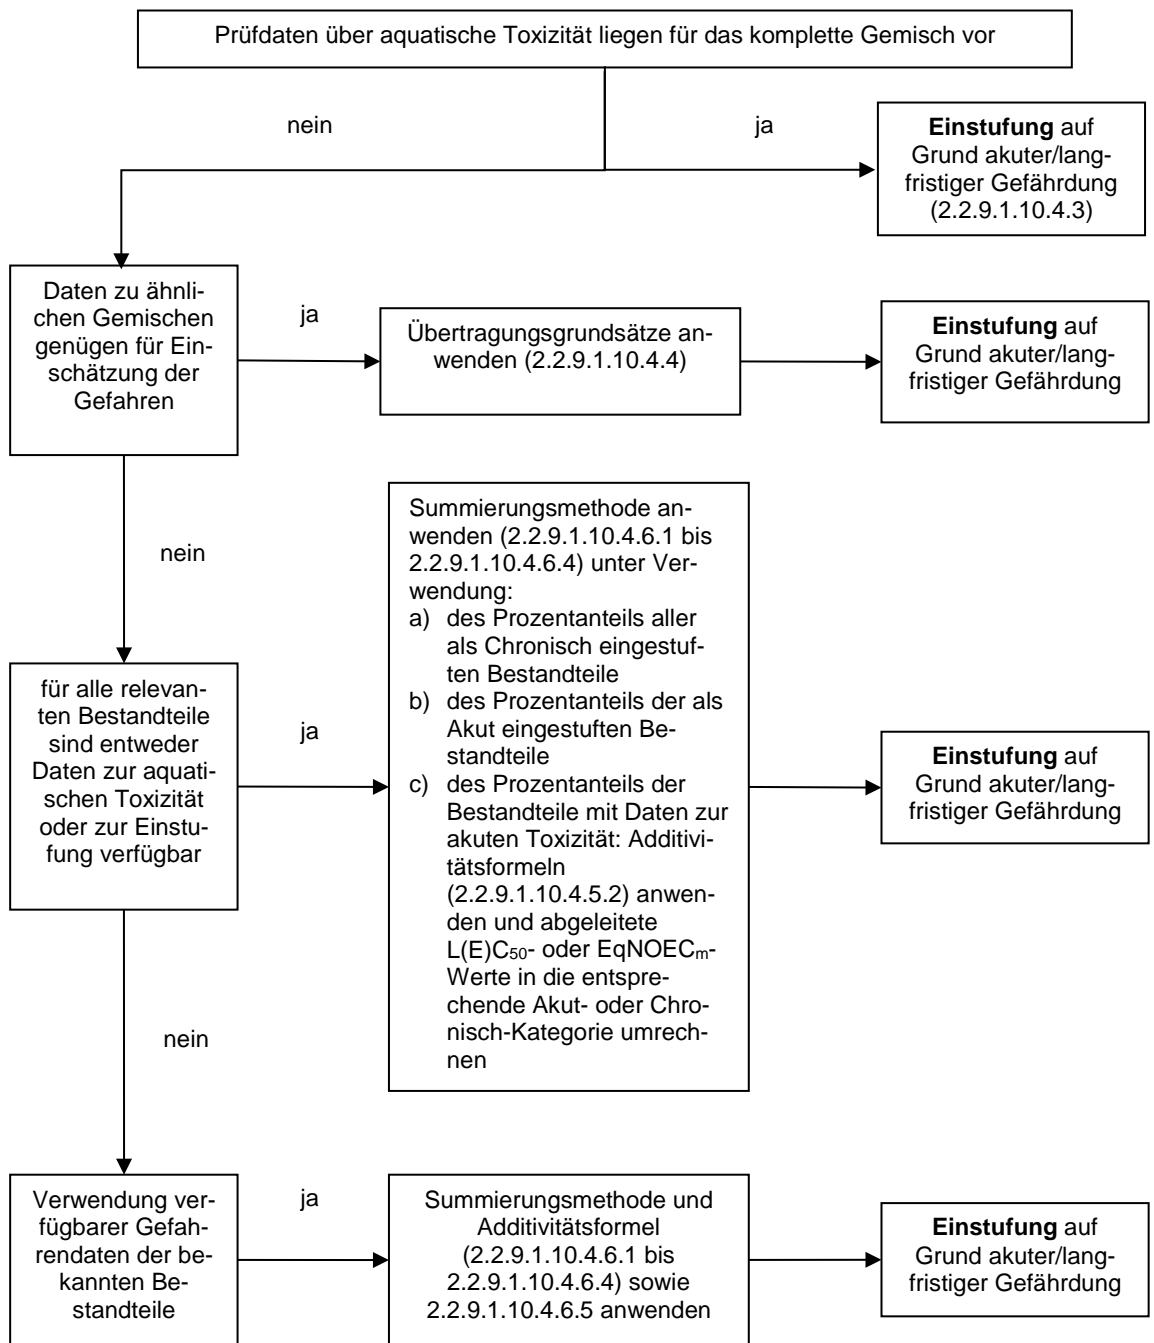 Prüfdaten über aquatische Toxizität liegen für das komplette Gemisch vor
nein
ja
Einstufung auf
Grund akuter/lang-
fristiger Gefährdung
(2.2.9.1.10.4.3)
Daten zu ähnli-
chen Gemischen
genügen für Ein-
schätzung der
Gefahren
ja
Übertragungsgrundsätze an-
wenden (2.2.9.1.10.4.4)
Einstufung auf
Grund akuter/lang-
fristiger Gefährdung
nein
Summierungsmethode an-
wenden (2.2.9.1.10.4.6.1 bis
2.2.9.1.10.4.6.4) unter Ver-
wendung:
a) des Prozentanteils aller
als Chronisch eingestuf-
ten Bestandteile
b) des Prozentanteils der als
Akut eingestuften Be-
standteile
c) des Prozentanteils der
Bestandteile mit Daten zur
akuten Toxizität: Additivi-
tätsformeln
(2.2.9.1.10.4.5.2) anwen-
den und abgeleitete
L(E)C50- oder EqNOECm-
Werte in die entspre-
chende Akut- oder Chro-
nisch-Kategorie umrech-
nen
für alle relevan-
ten Bestandteile
sind entweder
Daten zur aquati-
schen Toxizität
oder zur Einstu-
fung verfügbar
ja
Einstufung auf
Grund akuter/lang-
fristiger Gefährdung
nein
Verwendung ver-
fügbarer Gefah-
rendaten der be-
kannten Be-
standteile
ja
Summierungsmethode und
Additivitätsformel
(2.2.9.1.10.4.6.1 bis
2.2.9.1.10.4.6.4) sowie
2.2.9.1.10.4.6.5 anwenden
Einstufung auf
Grund akuter/lang-
fristiger Gefährdung